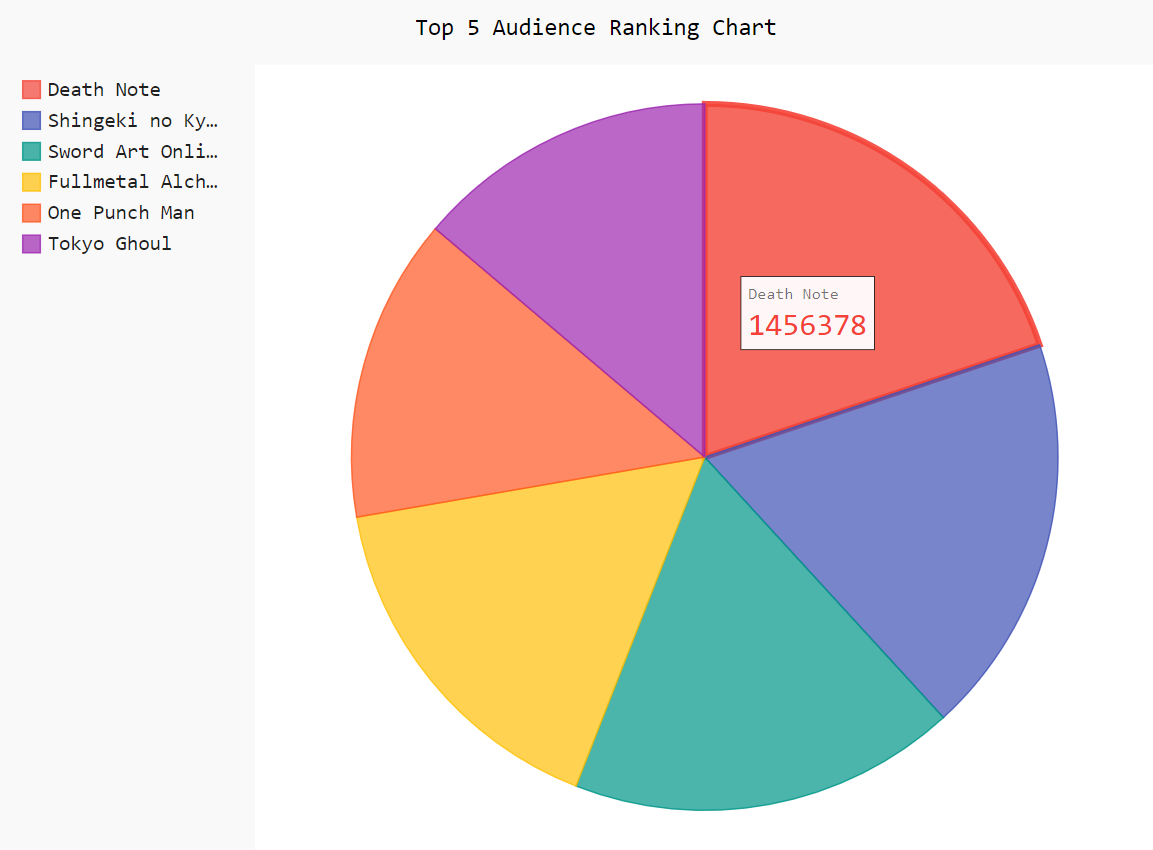 Top 5 Audience Ranking Chart
Death Note
Shingeki no Ky…
Sword Art Onli…
Fullmetal Alch…
One Punch Man
Tokyo Ghoul
Death Note
1456378